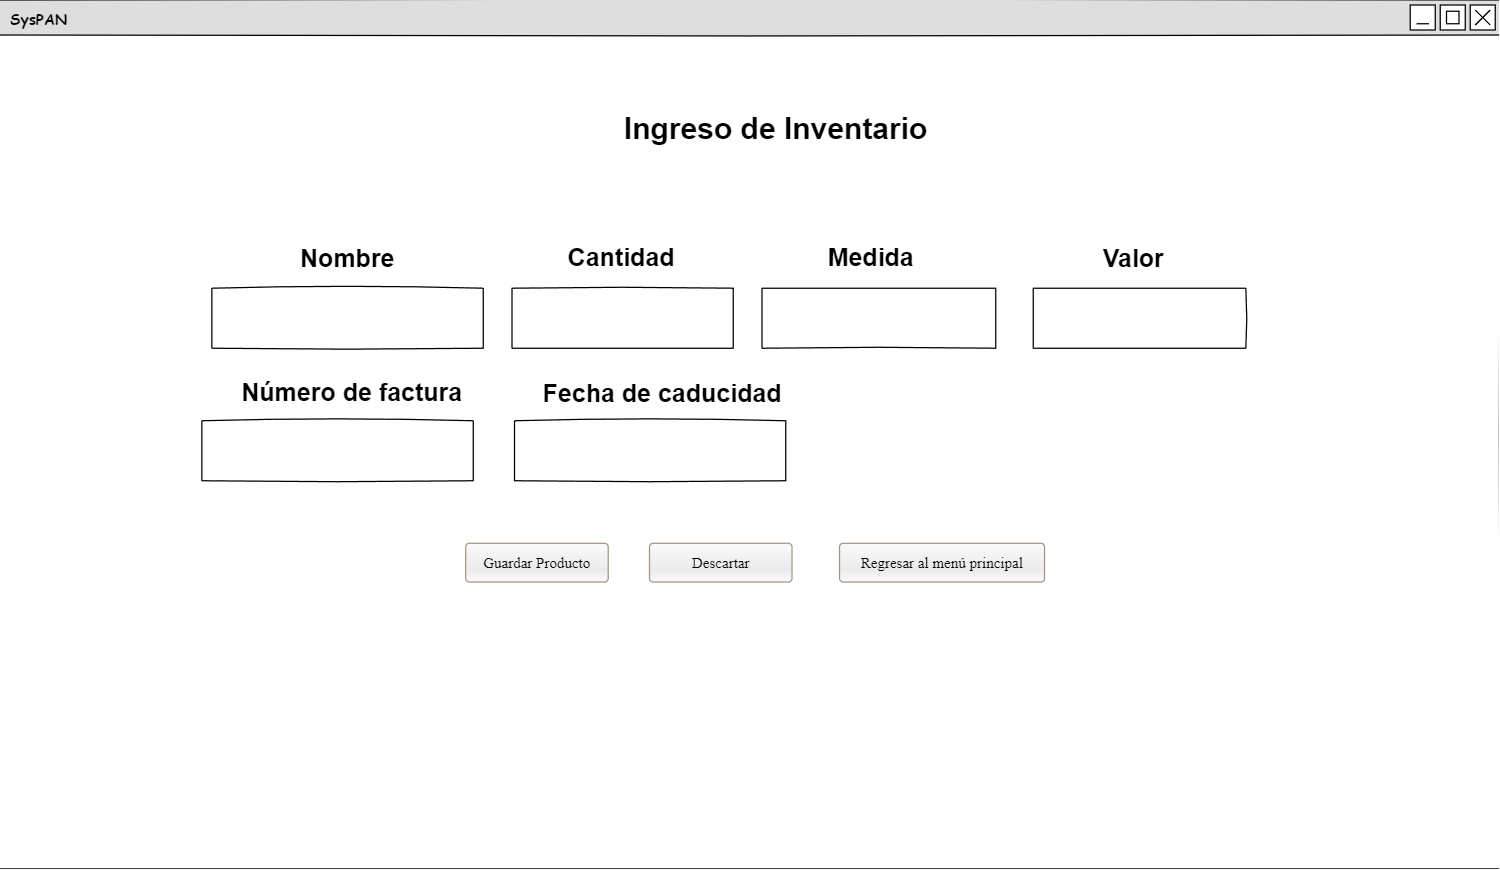 SysPAN
Ingreso de Inventario
Nombre
Cantidad
Medida
Valor
Número de factura
Fecha de caducidad
Guardar Producto
Descartar
Regresar al menú principal